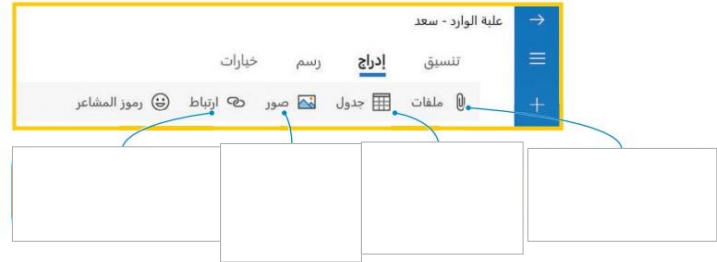 علبة الوارد - سعد
تنسيق إدراج رسم خيارات
ملفات جدول صور ارتباط رموز المشاعر